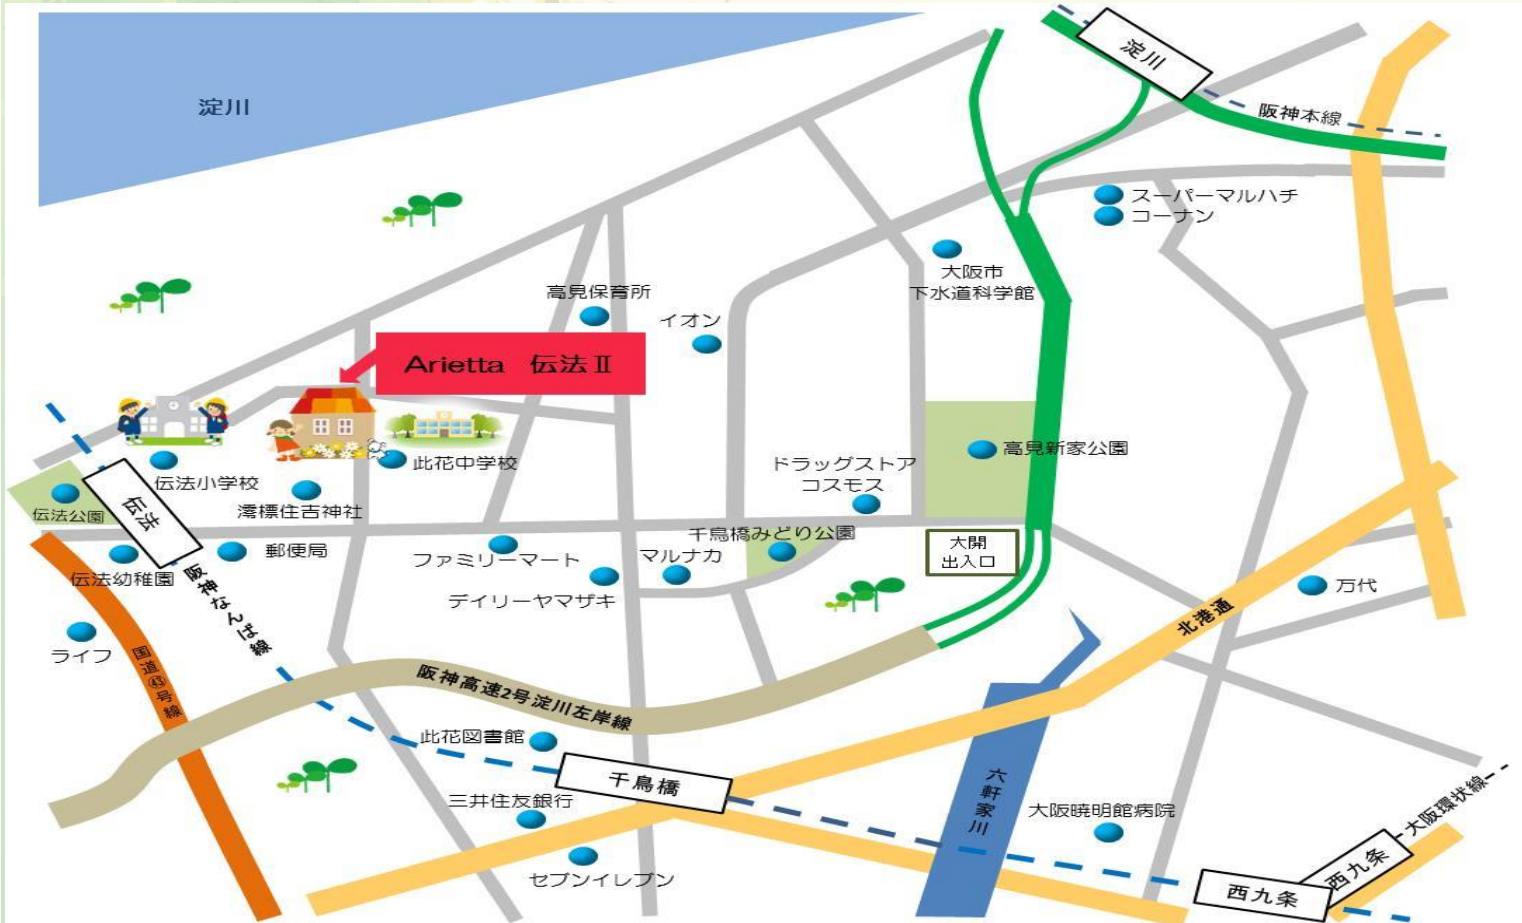 淀川
淀川
阪神本線
スーパーマルハチ
コーナン
大阪市
下水道科学館
高見保育所
イオン
Arietta 伝法Ⅱ
高見新家公園
此花中学校
ドラッグストア
コスモス
伝法小学校
澪標住吉神社
伝法公園
伝法
千鳥橋みどり公園
大開
出入口
郵便局
ファミリーマート
マルナカ
伝法幼稚園
デイリーヤマザキ
万代
阪神なんば線
北港通
ライフ
国道㊸号線
阪神高速2号淀川左岸線
此花図書館
千鳥橋
三井住友銀行
六軒家川
大阪暁明館病院
大阪環状線
セブンイレブン
西九条
西九条